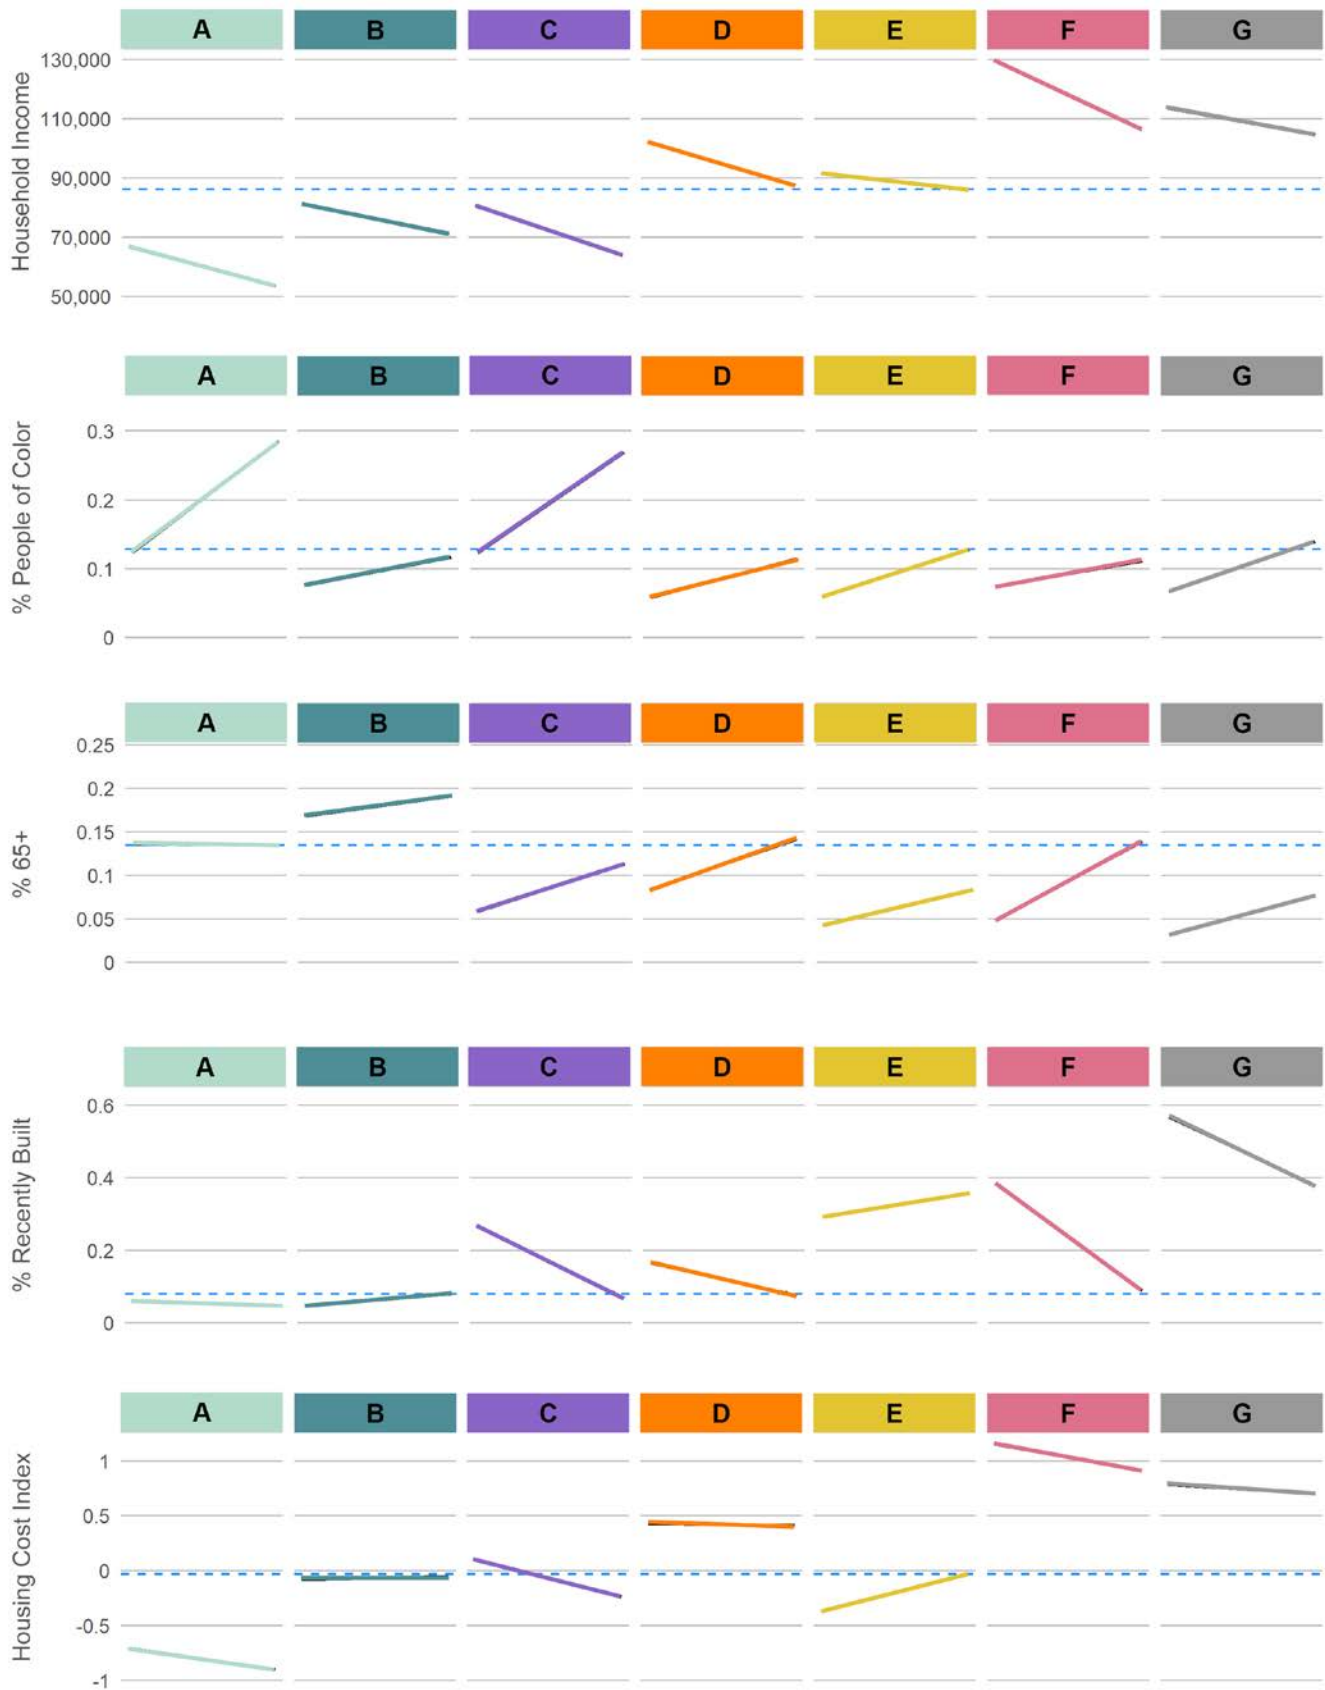 A B C D E F G
Household Income
130,000
110,000
90,000
70,000
50,000
A B C D E F G
% People of Color
0.3
0.2
0.1
0
A B C D E F G
% 65+
0.25
0.2
0.15
0.1
0.05
0
A B C D E F G
% Recently Built
0.6
0.4
0.2
0
A B C D E F G
Housing Cost Index
1
0.5
0
-0.5
-1